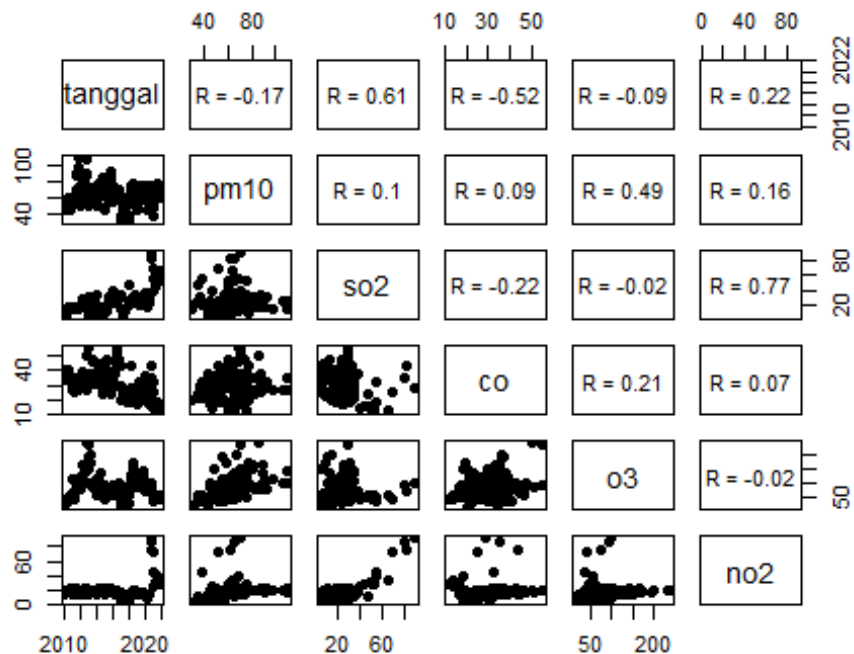 40 80
10 30 50
0 20 40 60 80
tanggal R = -0.17 R = 0.61 R = -0.52 R = -0.09 R = 0.22
2010 2022
40 100
pm10 R = 0.1 R = 0.09 R = 0.49 R = 0.16
so2 R = -0.22 R = -0.02 R = 0.77
20 80
10 40
co R = 0.21 R = 0.07
o3 R = -0.02
50
0 60
no2
2010 2020
20 60
50 200